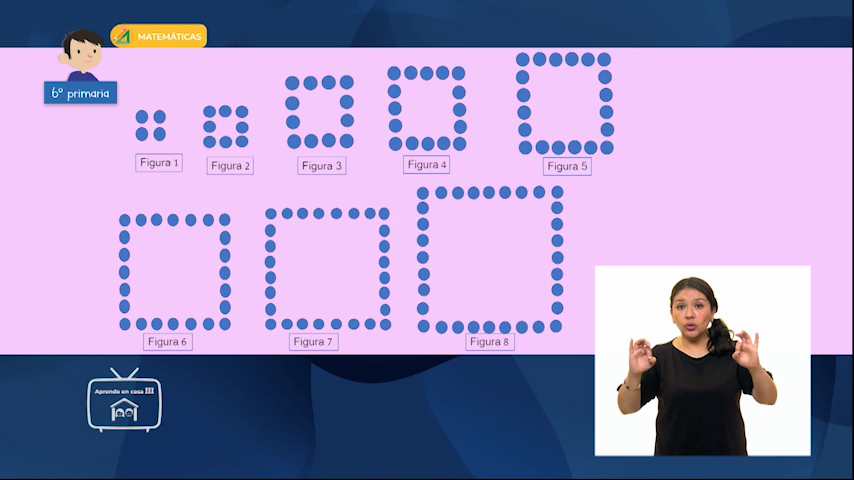 MATEMÁTICAS
6º primaria
Figura 1
Figura 2
Figura 3
Figura 4
Figura 5
Figura 6
Figura 7
Figura 8
Aprende en casa III